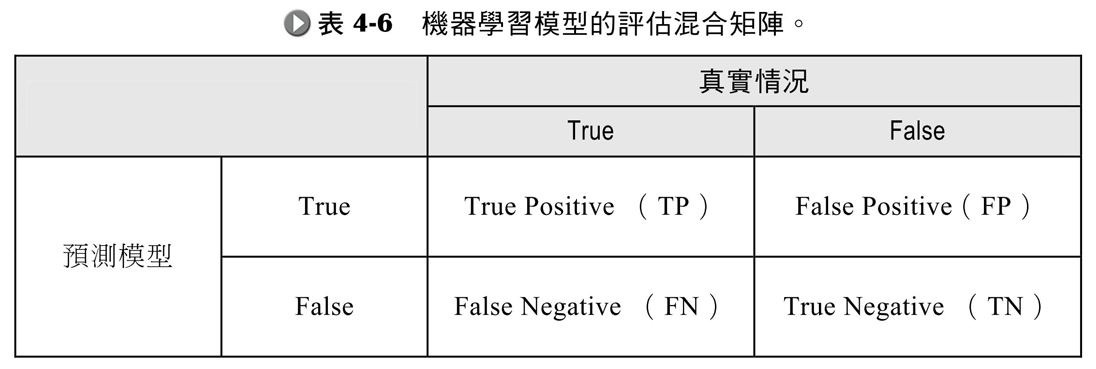 表 4-6 機器學習模型的評估混合矩陣。
真實情況
True False
True True Positive （TP） False Positive（FP）
預測模型
False False Negative （FN） True Negative （TN）